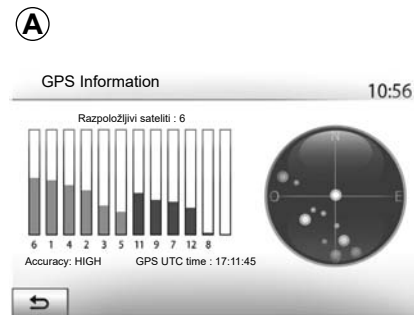 A
GPS Information 10:56
Razpoložljivi sateliti : 6
N
O E
6 1 4 2 3 5 11 9 7 12 8
Accuracy: HIGH GPS UTC time : 17:11:45